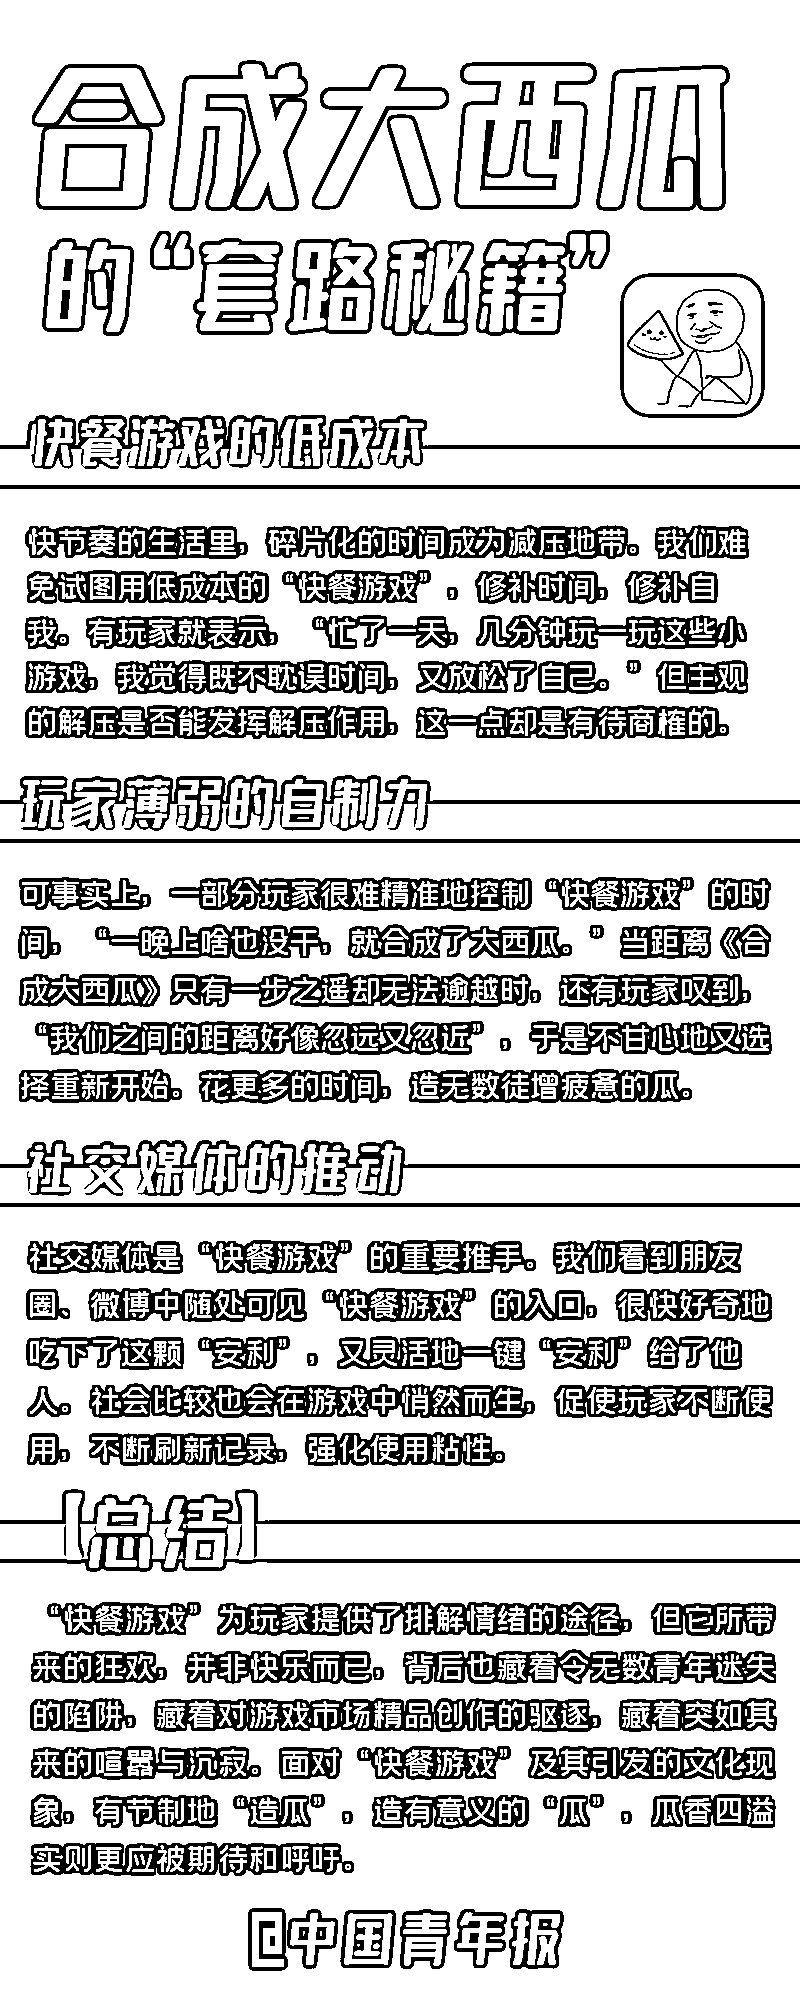 合成大西瓜
的“套路秘籍”
快餐游戏的低成本
快节奏的生活里，碎片化的时间成为减压地带。我们难
免试图用低成本的“快餐游戏”，修补时间，修补自
我。有玩家就表示，“忙了一天，几分钟玩一玩这些小
游戏，我觉得既不耽误时间，又放松了自己。”但主观
的解压是否能发挥解压作用，这一点却是有待商榷的。
玩家薄弱的自制力
可事实上，一部分玩家很难精准地控制“快餐游戏”的时
间，“一晚上啥也没干，就合成了大西瓜。”当距离《合
成大西瓜》只有一步之遥却无法逾越时，还有玩家叹到，
“我们之间的距离好像忽远又忽近”，于是不甘心地又选
择重新开始。花更多的时间，造无数徒增疲惫的瓜。
社交媒体的推动
社交媒体是“快餐游戏”的重要推手。我们看到朋友
圈、微博中随处可见“快餐游戏”的入口，很快好奇地
吃下了这颗“安利”，又灵活地一键“安利”给了他
人。社会比较也会在游戏中悄然而生，促使玩家不断使
用，不断刷新记录，强化使用粘性。
【总结】
“快餐游戏”为玩家提供了排解情绪的途径，但它所带
来的狂欢，并非快乐而已，背后也藏着令无数青年迷失
的陷阱，藏着对游戏市场精品创作的驱逐，藏着突如其
来的喧嚣与沉寂。面对“快餐游戏”及其引发的文化现
象，有节制地“造瓜”，造有意义的“瓜”，瓜香四溢
实则更应被期待和呼吁。
@中国青年报